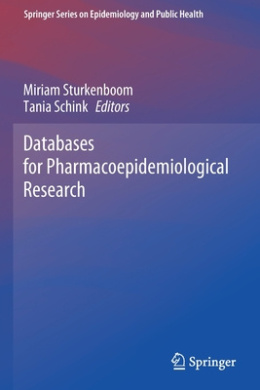 Springer Series on Epidemiology and Public Health
Miriam Sturkenboom
Tania Schink Editors
Databases
for Pharmacoepidemiological
Research
Springer